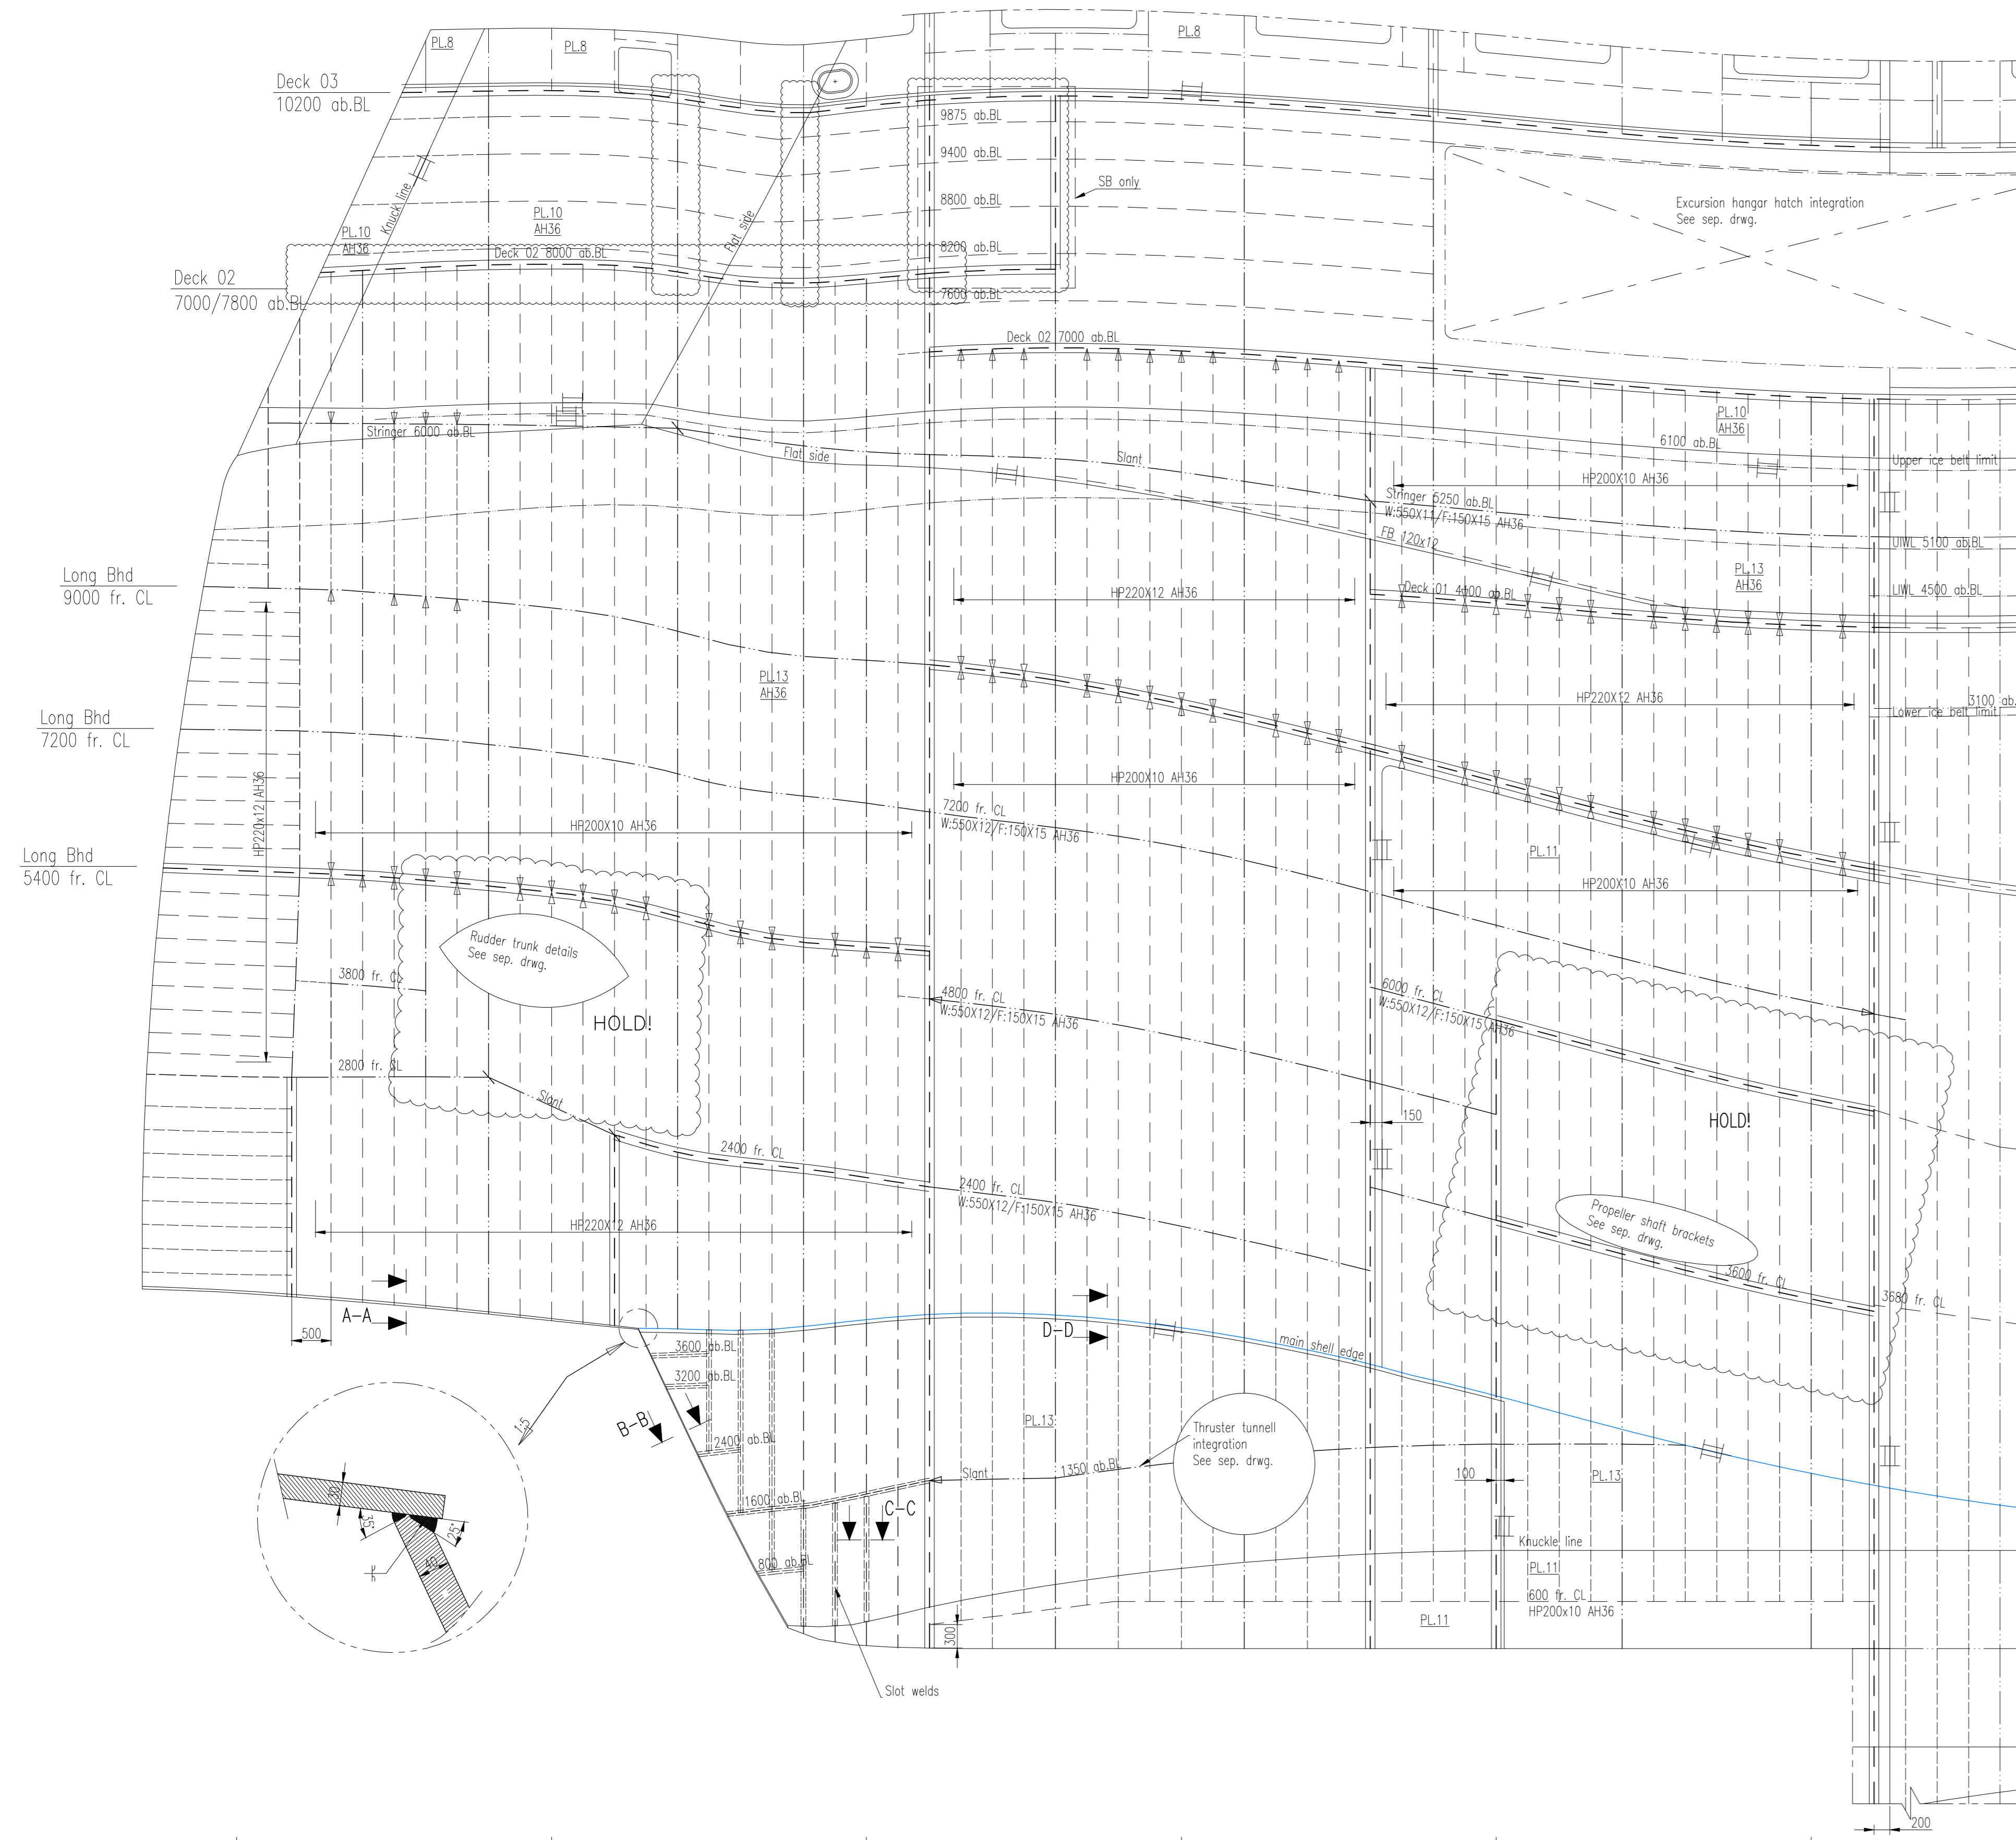 PL.8
PL.8
PL.8
Deck 03
10200 ab.BL
9875 ab.BL
9400 ab.BL
SB only
8800 ab.BL
Knuck line
Flat side
PL.10
AH36
PL.10
AH36
Excursion hangar hatch integration
See sep. drwg.
8200 ab.BL
Deck 02 8000 ab.BL
Deck 02
7000/7800 ab.BL
7600 ab.BL
Deck 02 7000 ab.BL
PL.10
AH36
Stringer 6000 ab.BL
6100 ab.BL
Flat side
Slant
Upper ice belt limit
HP200X10 AH36
Stringer 5250 ab.BL
W:550X11/F:150X15 AH36
FB 120x12
UIWL 5100 ab.BL
Long Bhd
9000 fr. CL
PL.13
AH36
HP220X12 AH36
Deck 01 4400 ab.BL
LIWL 4500 ab.BL
PL.13
AH36
HP220X12 AH36
3100 ab.
Lower ice belt limit
Long Bhd
7200 fr. CL
HP220x12 AH36
HP200X10 AH36
7200 fr. CL
W:550X12/F:150X15 AH36
HP200X10 AH36
PL.11
HP200X10 AH36
Long Bhd
5400 fr. CL
Rudder trunk details
See sep. drwg.
3800 fr. CL
HOLD!
4800 fr. CL
W:550X12/F:150X15 AH36
6000 fr. CL
W:550X12/F:150X15 AH36
2800 fr. CL
Slant
150
HOLD!
2400 fr. CL
2400 fr. CL
W:550X12/F:150X15 AH36
HP220X12 AH36
Propeller shaft brackets
See sep. drwg.
3600 fr. CL
3680 fr. CL
A-A
500
D-D
main shell edge
3600 ab.BL
3200 ab.BL
1:5
B-B
2400 ab.BL
PL.13
Thruster tunnell
integration
See sep. drwg.
Slant
1350 ab.BL
100
PL.13
1600 ab.BL
C-C
30
35°
25°
40
K
800 ab.BL
Knuckle line
PL.11
600 fr. CL
HP200x10 AH36
PL.11
300
Slot welds
200